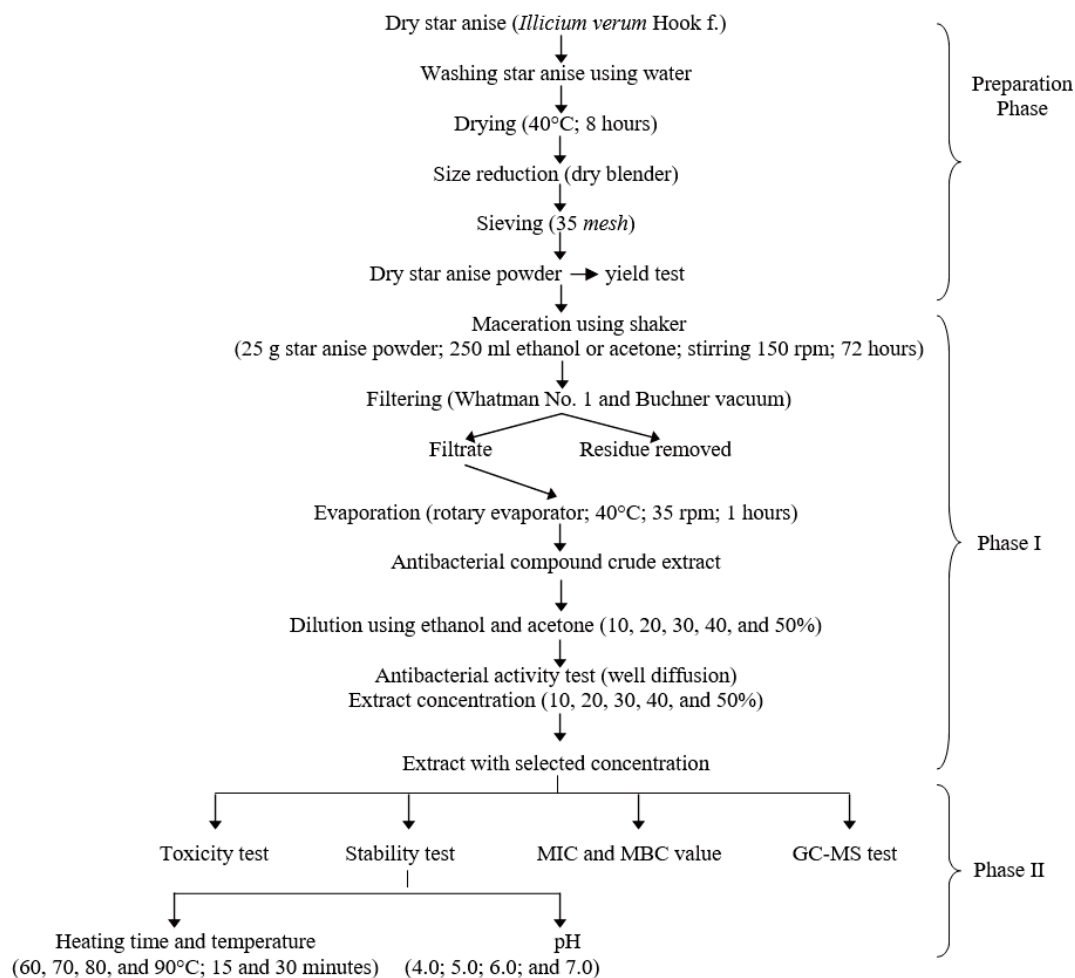 Dry star anise (Illicium verum Hook f.)
Washing star anise using water
Drying (40°C; 8 hours)
Size reduction (dry blender)
Sieving (35 mesh)
Dry star anise powder
yield test
Preparation
Phase
Maceration using shaker
(25 g star anise powder; 250 ml ethanol or acetone; stirring 150 rpm; 72 hours)
Filtering (Whatman No. 1 and Buchner vacuum)
Filtrate
Residue removed
Evaporation (rotary evaporator; 40°C; 35 rpm; 1 hours)
Antibacterial compound crude extract
Dilution using ethanol and acetone (10, 20, 30, 40, and 50%)
Antibacterial activity test (well diffusion)
Extract concentration (10, 20, 30, 40, and 50%)
Extract with selected concentration
Phase I
Toxicity test
Stability test
MIC and MBC value
GC-MS test
Heating time and temperature
(60, 70, 80, and 90°C; 15 and 30 minutes)
pH
(4.0; 5.0; 6.0; and 7.0)
Phase II